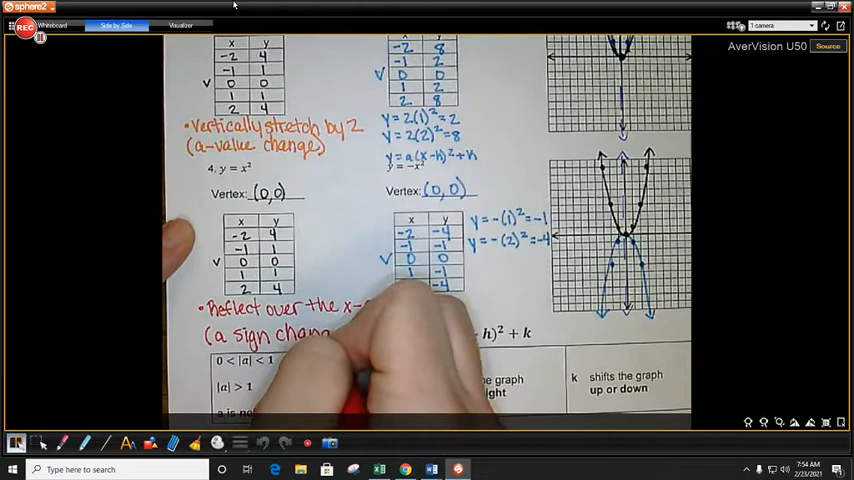 sphere2
REC
Whiteboard
Side by Side
Visualizer
1 camera
AverVision U50
Source
x y
-2 4
-1 1
0 0
1 1
2 4
V
x y
-2 8
-1 2
0 0
1 2
2 8
V
y = 2(1)² = 2
y = 2(2)² = 8
• Vertically stretch by 2
(a-value change)
y = a(x-h)² + k
4. y = x²
y = -x²
Vertex: (0,0)
Vertex: (0,0)
x y
-2 4
-1 1
0 0
1 1
2 4
V
x y
-2 -4
-1 -1
0 0
1 -1
-4
V
y = -(1)² = -1
y = -(2)² = -4
• Reflect over the x-
(a sign chang
h)² + k
0 < |a| < 1
|a| > 1
a is
the graph
k shifts the graph
up or down
Type here to search
7:54 AM
2/23/2021